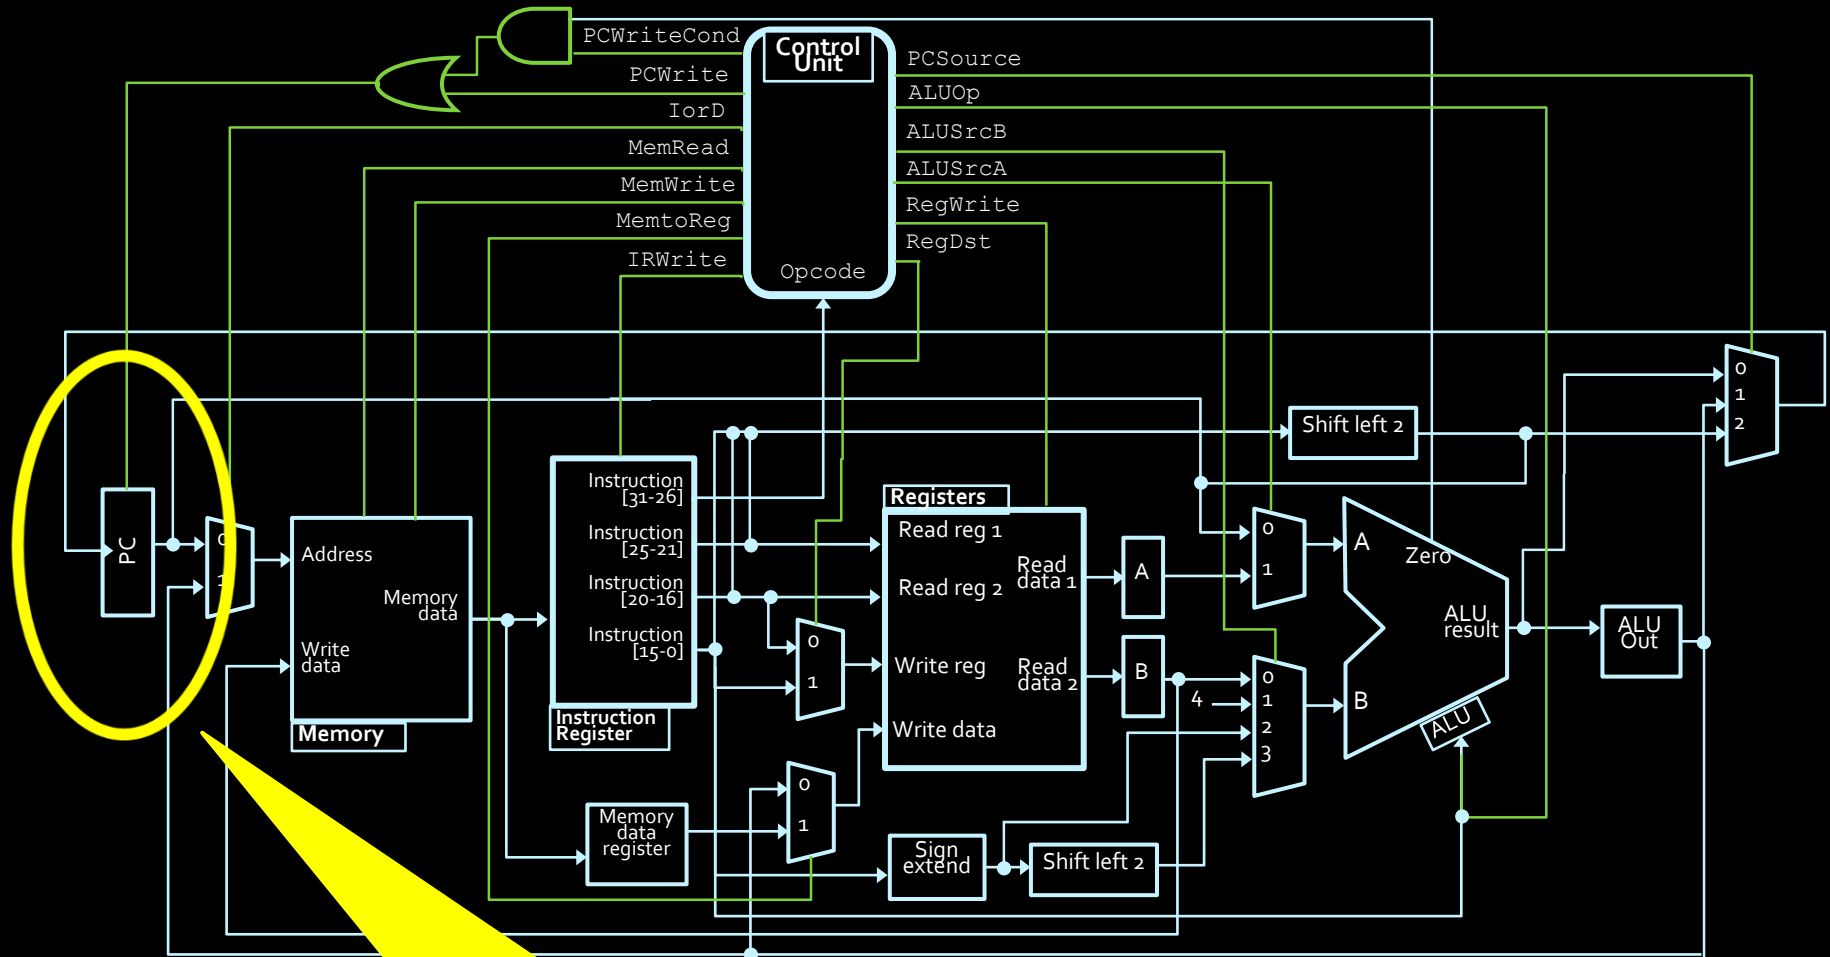 PCWriteCond
PCWrite
IorD
MemRead
MemWrite
MemtoReg
IRWrite
Control
Unit
Opcode
PCSource
ALUOp
ALUSrcB
ALUSrcA
RegWrite
RegDst
0
1
2
Shift left 2
PC
0
1
Address
Memory
data
Write
data
Memory
Instruction
[31-26]
Instruction
[25-21]
Instruction
[20-16]
Instruction
[15-0]
Instruction
Register
0
1
Registers
Read reg 1
Read reg 2
Write reg
Write data
Read
data 1
Read
data 2
A
B
4
0
1
0
1
2
3
A
B
Zero
ALU
result
ALU
ALU
Out
Memory
data
register
0
1
Sign
extend
Shift left 2